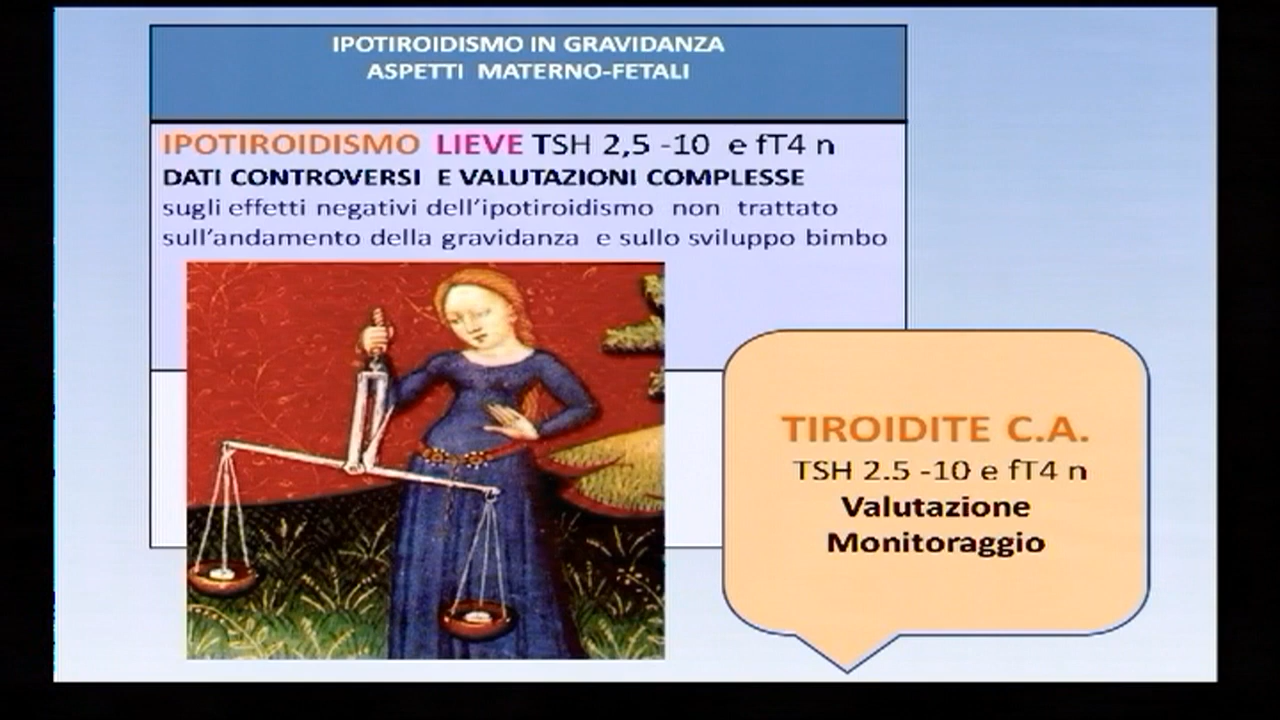 IPOTIROIDISMO IN GRAVIDANZA
ASPETTI MATERNO-FETALI
IPOTIROIDISMO LIEVE TSH 2,5 -10 e fT4 n
DATI CONTROVERSI E VALUTAZIONI COMPLESSE
sugli effetti negativi dell'ipotiroidismo non trattato
sull'andamento della gravidanza e sullo sviluppo bimbo
TIROIDITE C.A.
TSH 2.5 -10 e fT4 n
Valutazione
Monitoraggio